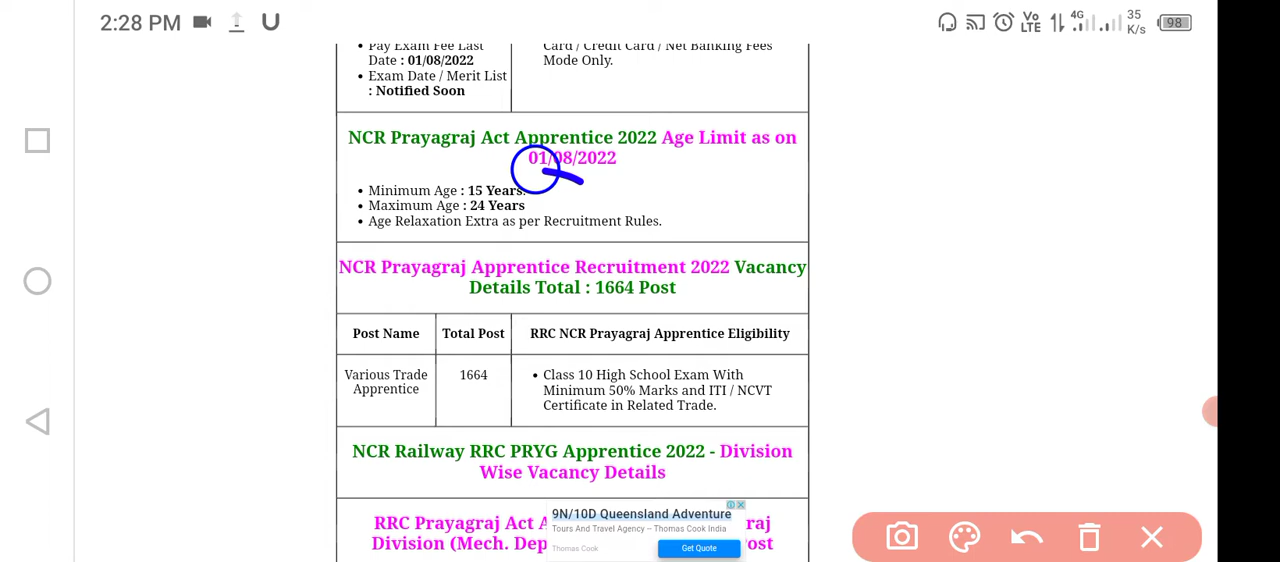 2:28 PM
Vo LTE 4G 35 K/s 98
Pay Exam Fee Last
Date : 01/08/2022
Exam Date / Merit List
: Notified Soon
Card / Credit Card / Net Banking Fees
Mode Only.
NCR Prayagraj Act Apprentice 2022 Age Limit as on
01/08/2022
Minimum Age : 15 Years.
Maximum Age : 24 Years
Age Relaxation Extra as per Recruitment Rules.
NCR Prayagraj Apprentice Recruitment 2022 Vacancy
Details Total : 1664 Post
Post Name Total Post RRC NCR Prayagraj Apprentice Eligibility
Various Trade
Apprentice
1664
Class 10 High School Exam With
Minimum 50% Marks and ITI / NCVT
Certificate in Related Trade.
NCR Railway RRC PRYG Apprentice 2022 - Division
Wise Vacancy Details
RRC Prayagraj Act A raj
Division (Mech. Dep ost
9N/10D Queensland Adventure
Tours And Travel Agency -- Thomas Cook India
Thomas Cook
Get Quote